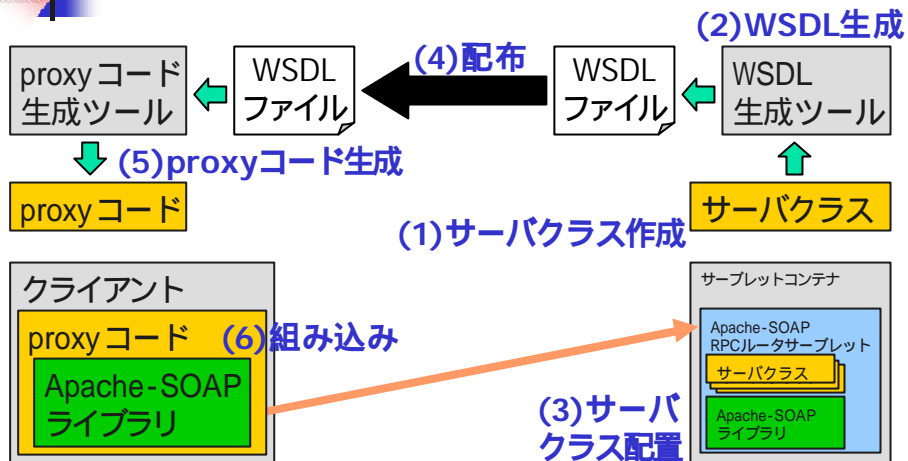 (2)WSDL生成
proxyコード
生成ツール
WSDL
ファイル
(4)配布
WSDL
ファイル
WSDL
生成ツール
(5)proxyコード生成
proxyコード
サーバクラス
(1)サーバクラス作成
クライアント
proxyコード
(6)組み込み
Apache-SOAP
ライブラリ
サーブレットコンテナ
Apache-SOAP
RPCルータサーブレット
サーバクラス
Apache-SOAP
ライブラリ
(3)サーバ
クラス配置